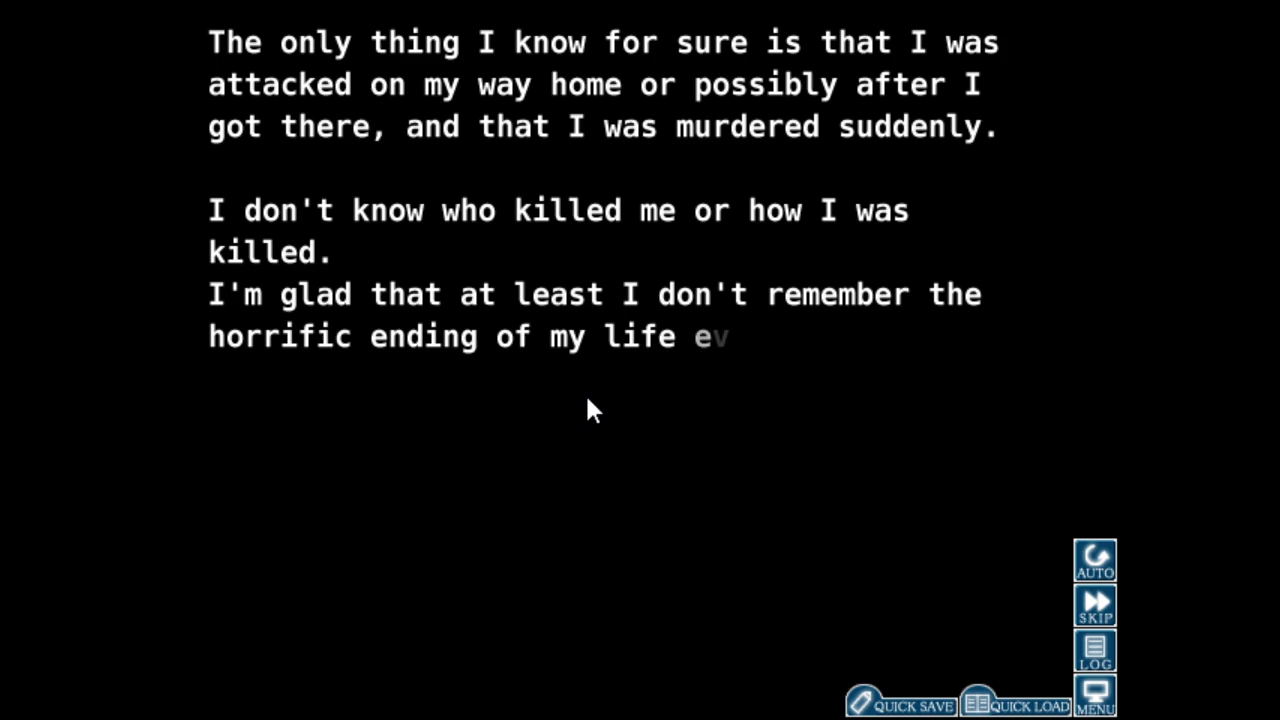 The only thing I know for sure is that I was
attacked on my way home or possibly after I
got there, and that I was murdered suddenly.
I don't know who killed me or how I was
killed.
I'm glad that at least I don't remember the
horrific ending of my life ev
AUTO
SKIP
LOG
QUICK SAVE
QUICK LOAD
MENU